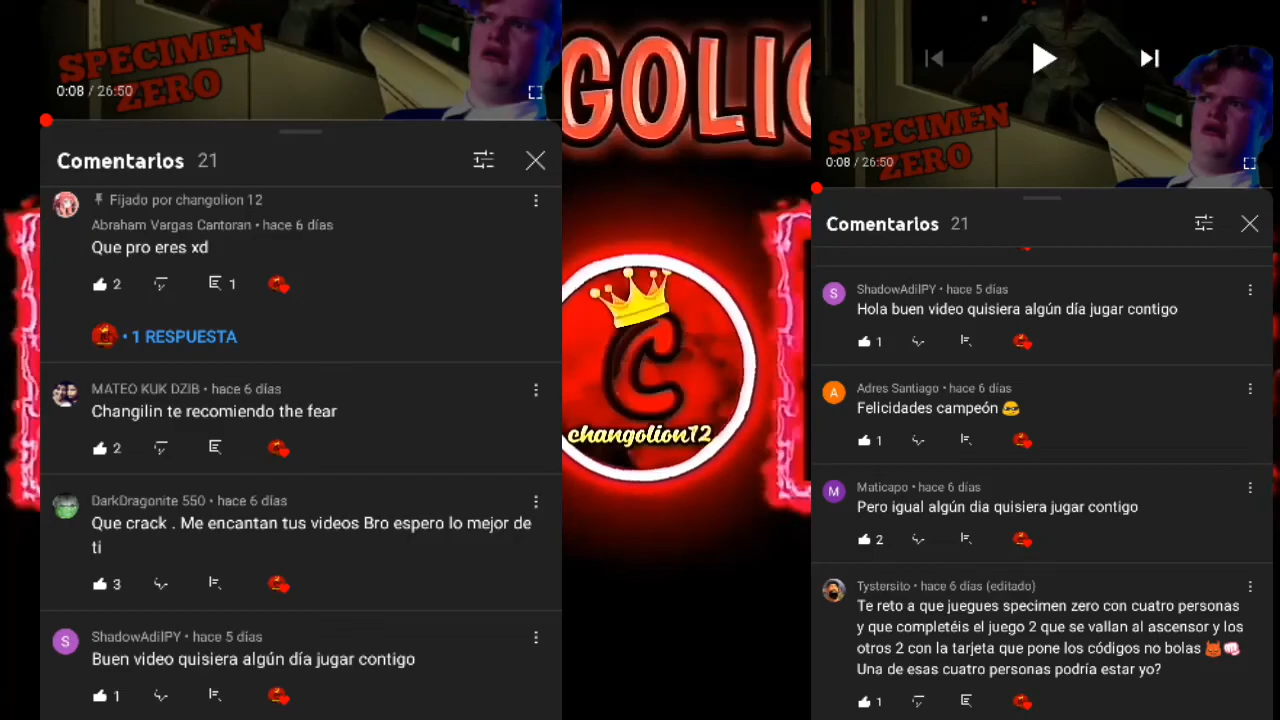 SPECIMEN
ZERO
0:08 / 26:50
Comentarios 21
Fijado por changolion 12
Abraham Vargas Cantoran • hace 6 días
Que pro eres xd
2
1
• 1 RESPUESTA
MATEO KUK DZIB • hace 6 días
Changilin te recomiendo the fear
2
DarkDragonite 550 • hace 6 días
Que crack . Me encantan tus videos Bro espero lo mejor de
ti
3
S
ShadowAdilPY • hace 5 días
Buen video quisiera algún día jugar contigo
1
GOLIO
C
changolion12
SPECIMEN
ZERO
0:08 / 26:50
Comentarios 21
S
ShadowAdilPY • hace 5 días
Hola buen video quisiera algún día jugar contigo
1
A
Adres Santiago • hace 6 días
Felicidades campeón 😎
1
M
Maticapo • hace 6 días
Pero igual algún dia quisiera jugar contigo
2
Tystersito • hace 6 días (editado)
Te reto a que juegues specimen zero con cuatro personas
y que completéis el juego 2 que se vallan al ascensor y los
otros 2 con la tarjeta que pone los códigos no bolas 😈👊
Una de esas cuatro personas podría estar yo?
1